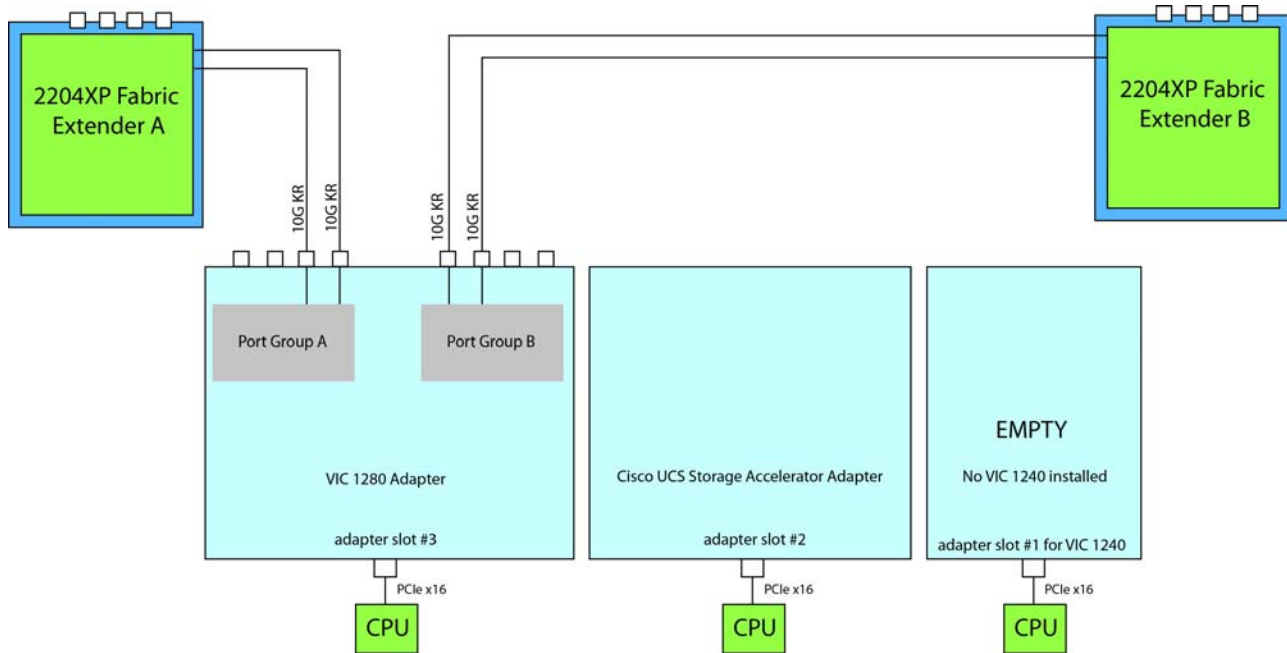 2204XP Fabric
Extender A
2204XP Fabric
Extender B
10G KR
10G KR
10G KR
10G KR
Port Group A
Port Group B
VIC 1280 Adapter
adapter slot #3
Cisco UCS Storage Accelerator Adapter
adapter slot #2
EMPTY
No VIC 1240 installed
adapter slot #1 for VIC 1240
PCIe x16
PCIe x16
PCIe x16
CPU
CPU
CPU